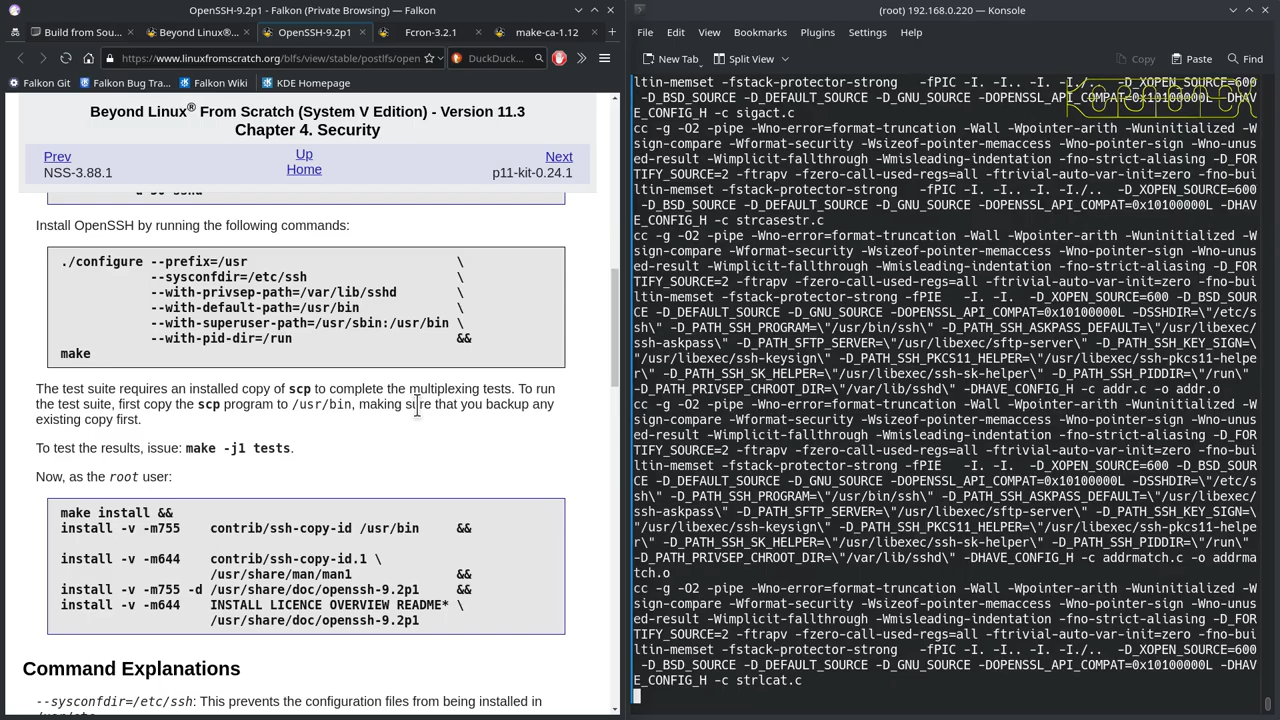 OpenSSH-9.2p1 - Falkon (Private Browsing) — Falkon
Build from Sou...
Beyond Linux®...
OpenSSH-9.2p1
Fcron-3.2.1
make-ca-1.12
https://www.linuxfromscratch.org/blfs/view/stable/postlfs/open
DuckDuc
Falkon Git
Falkon Bug Tra...
Falkon Wiki
KDE Homepage
Beyond Linux® From Scratch (System V Edition) - Version 11.3
Chapter 4. Security
Prev
Up
Next
NSS-3.88.1
Home
p11-kit-0.24.1
Install OpenSSH by running the following commands:
./configure --prefix=/usr \
--sysconfdir=/etc/ssh \
--with-privsep-path=/var/lib/sshd \
--with-default-path=/usr/bin \
--with-superuser-path=/usr/sbin:/usr/bin \
--with-pid-dir=/run &&
make
The test suite requires an installed copy of scp to complete the multiplexing tests. To run
the test suite, first copy the scp program to /usr/bin, making sure that you backup any
existing copy first.
To test the results, issue: make -j1 tests.
Now, as the root user:
make install &&
install -v -m755 contrib/ssh-copy-id /usr/bin &&
install -v -m644 contrib/ssh-copy-id.1 \
/usr/share/man/man1 &&
install -v -m755 -d /usr/share/doc/openssh-9.2p1 &&
install -v -m644 INSTALL LICENCE OVERVIEW README* \
/usr/share/doc/openssh-9.2p1
Command Explanations
--sysconfdir=/etc/ssh: This prevents the configuration files from being installed in
(root) 192.168.0.220 — Konsole
File Edit View Bookmarks Plugins Settings Help
New Tab Split View Copy Paste Find
ltin-memset -fstack-protector-strong -fPIC -I. -I.. -I. -I./.. -D_XOPEN_SOURCE=600
-D_BSD_SOURCE -D_DEFAULT_SOURCE -D_GNU_SOURCE -DOPENSSL_API_COMPAT=0x10100000L -DHAV
E_CONFIG_H -c sigact.c
cc -g -O2 -pipe -Wno-error=format-truncation -Wall -Wpointer-arith -Wuninitialized -W
sign-compare -Wformat-security -Wsizeof-pointer-memaccess -Wno-pointer-sign -Wno-unus
ed-result -Wimplicit-fallthrough -Wmisleading-indentation -fno-strict-aliasing -D_FOR
TIFY_SOURCE=2 -ftrapv -fzero-call-used-regs=all -ftrivial-auto-var-init=zero -fno-bui
ltin-memset -fstack-protector-strong -fPIC -I. -I.. -I. -I./.. -D_XOPEN_SOURCE=600
-D_BSD_SOURCE -D_DEFAULT_SOURCE -D_GNU_SOURCE -DOPENSSL_API_COMPAT=0x10100000L -DHAV
E_CONFIG_H -c strcasestr.c
cc -g -O2 -pipe -Wno-error=format-truncation -Wall -Wpointer-arith -Wuninitialized -W
sign-compare -Wformat-security -Wsizeof-pointer-memaccess -Wno-pointer-sign -Wno-unus
ed-result -Wimplicit-fallthrough -Wmisleading-indentation -fno-strict-aliasing -D_FOR
TIFY_SOURCE=2 -ftrapv -fzero-call-used-regs=all -ftrivial-auto-var-init=zero -fno-bui
ltin-memset -fstack-protector-strong -fPIE -I. -I. -D_XOPEN_SOURCE=600 -D_BSD_SOUR
CE -D_DEFAULT_SOURCE -D_GNU_SOURCE -DOPENSSL_API_COMPAT=0x10100000L -DSSHDIR=\"/etc/s
sh\" -D_PATH_SSH_PROGRAM=\"/usr/bin/ssh\" -D_PATH_SSH_ASKPASS_DEFAULT=\"/usr/libexec/
ssh-askpass\" -D_PATH_SFTP_SERVER=\"/usr/libexec/sftp-server\" -D_PATH_SSH_KEY_SIGN=\
"/usr/libexec/ssh-keysign\" -D_PATH_SSH_PKCS11_HELPER=\"/usr/libexec/ssh-pkcs11-helpe
r\" -D_PATH_SSH_SK_HELPER=\"/usr/libexec/ssh-sk-helper\" -D_PATH_SSH_PIDDIR=\"/run\"
-D_PATH_PRIVSEP_CHROOT_DIR=\"/var/lib/sshd\" -DHAVE_CONFIG_H -c addr.c -o addr.o
cc -g -O2 -pipe -Wno-error=format-truncation -Wall -Wpointer-arith -Wuninitialized -W
sign-compare -Wformat-security -Wsizeof-pointer-memaccess -Wno-pointer-sign -Wno-unus
ed-result -Wimplicit-fallthrough -Wmisleading-indentation -fno-strict-aliasing -D_FOR
TIFY_SOURCE=2 -ftrapv -fzero-call-used-regs=all -ftrivial-auto-var-init=zero -fno-bui
ltin-memset -fstack-protector-strong -fPIE -I. -I. -D_XOPEN_SOURCE=600 -D_BSD_SOUR
CE -D_DEFAULT_SOURCE -D_GNU_SOURCE -DOPENSSL_API_COMPAT=0x10100000L -DSSHDIR=\"/etc/s
sh\" -D_PATH_SSH_PROGRAM=\"/usr/bin/ssh\" -D_PATH_SSH_ASKPASS_DEFAULT=\"/usr/libexec/
ssh-askpass\" -D_PATH_SFTP_SERVER=\"/usr/libexec/sftp-server\" -D_PATH_SSH_KEY_SIGN=\
"/usr/libexec/ssh-keysign\" -D_PATH_SSH_PKCS11_HELPER=\"/usr/libexec/ssh-pkcs11-helpe
r\" -D_PATH_SSH_SK_HELPER=\"/usr/libexec/ssh-sk-helper\" -D_PATH_SSH_PIDDIR=\"/run\"
-D_PATH_PRIVSEP_CHROOT_DIR=\"/var/lib/sshd\" -DHAVE_CONFIG_H -c addrmatch.c -o addrma
tch.o
cc -g -O2 -pipe -Wno-error=format-truncation -Wall -Wpointer-arith -Wuninitialized -W
sign-compare -Wformat-security -Wsizeof-pointer-memaccess -Wno-pointer-sign -Wno-unus
ed-result -Wimplicit-fallthrough -Wmisleading-indentation -fno-strict-aliasing -D_FOR
TIFY_SOURCE=2 -ftrapv -fzero-call-used-regs=all -ftrivial-auto-var-init=zero -fno-bui
ltin-memset -fstack-protector-strong -fPIC -I. -I.. -I. -I./.. -D_XOPEN_SOURCE=600
-D_BSD_SOURCE -D_DEFAULT_SOURCE -D_GNU_SOURCE -DOPENSSL_API_COMPAT=0x10100000L -DHAV
E_CONFIG_H -c strlcat.c